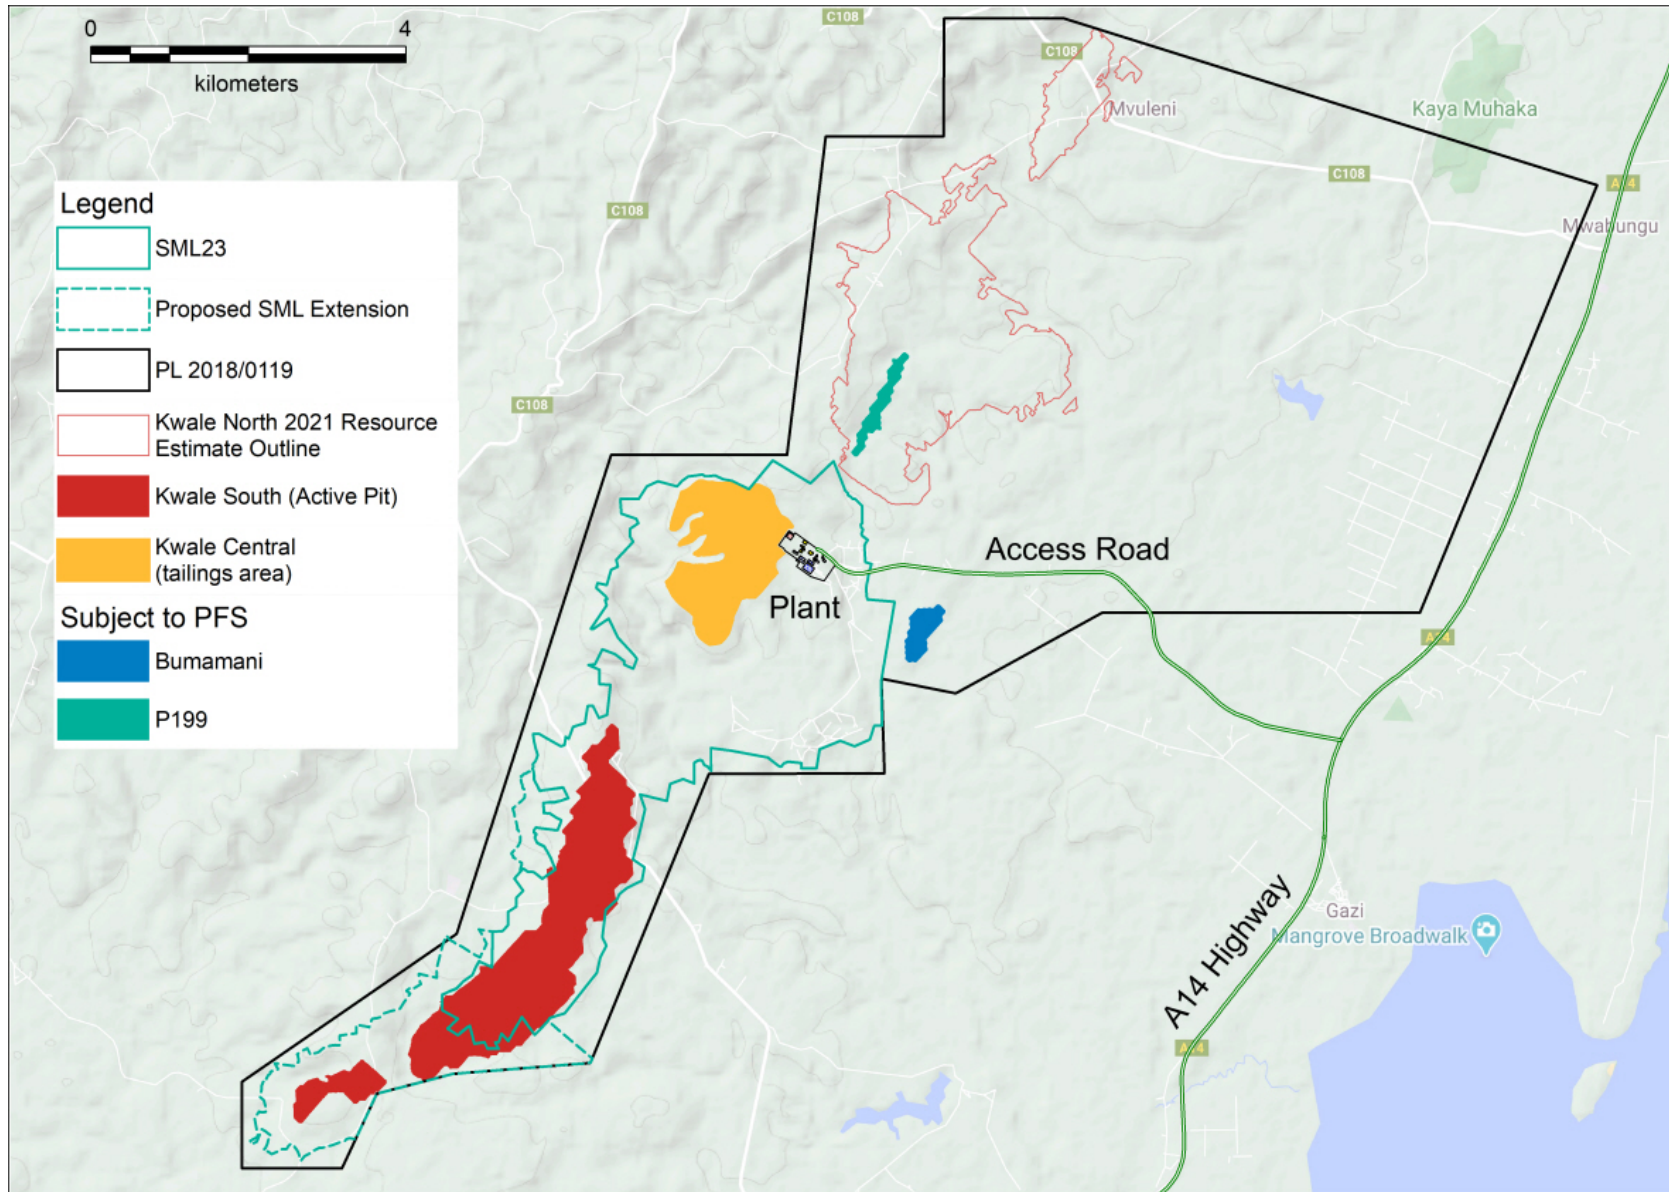 0 4
kilometers
Legend
SML23
Proposed SML Extension
PL 2018/0119
Kwale North 2021 Resource
Estimate Outline
Kwale South (Active Pit)
Kwale Central
(tailings area)
Subject to PFS
Bumamani
P199
C108
C108
Mvuleni
Kaya Muhaka
C108
A14
Mwabungu
C108
C108
Access Road
Plant
A14
Gazi
Mangrove Broadwalk
A14 Highway
A14